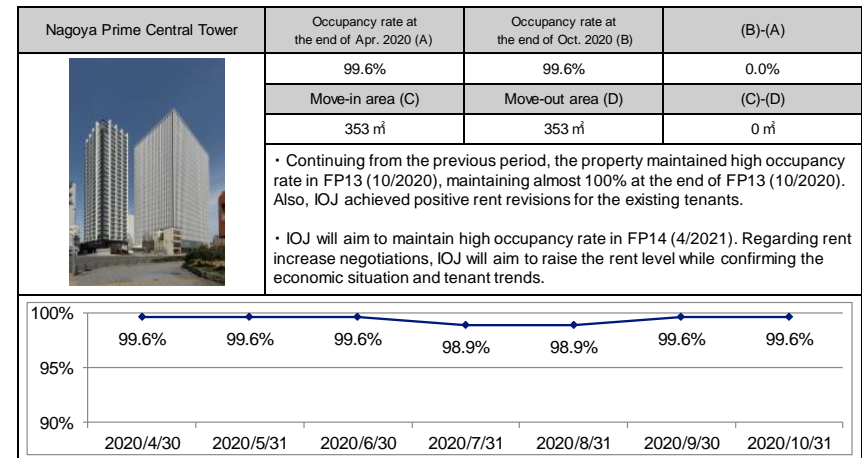 Nagoya Prime Central Tower
Occupancy rate at
the end of Apr. 2020 (A)
Occupancy rate at
the end of Oct. 2020 (B)
(B)-(A)
99.6%
99.6%
0.0%
Move-in area (C)
Move-out area (D)
(C)-(D)
353 ㎡
353 ㎡
0 ㎡
・Continuing from the previous period, the property maintained high occupancy
rate in FP13 (10/2020), maintaining almost 100% at the end of FP13 (10/2020).
Also, IOJ achieved positive rent revisions for the existing tenants.
・IOJ will aim to maintain high occupancy rate in FP14 (4/2021). Regarding rent
increase negotiations, IOJ will aim to raise the rent level while confirming the
economic situation and tenant trends.
100%
99.6%
99.6%
99.6%
98.9%
98.9%
99.6%
99.6%
95%
90%
2020/4/30
2020/5/31
2020/6/30
2020/7/31
2020/8/31
2020/9/30
2020/10/31